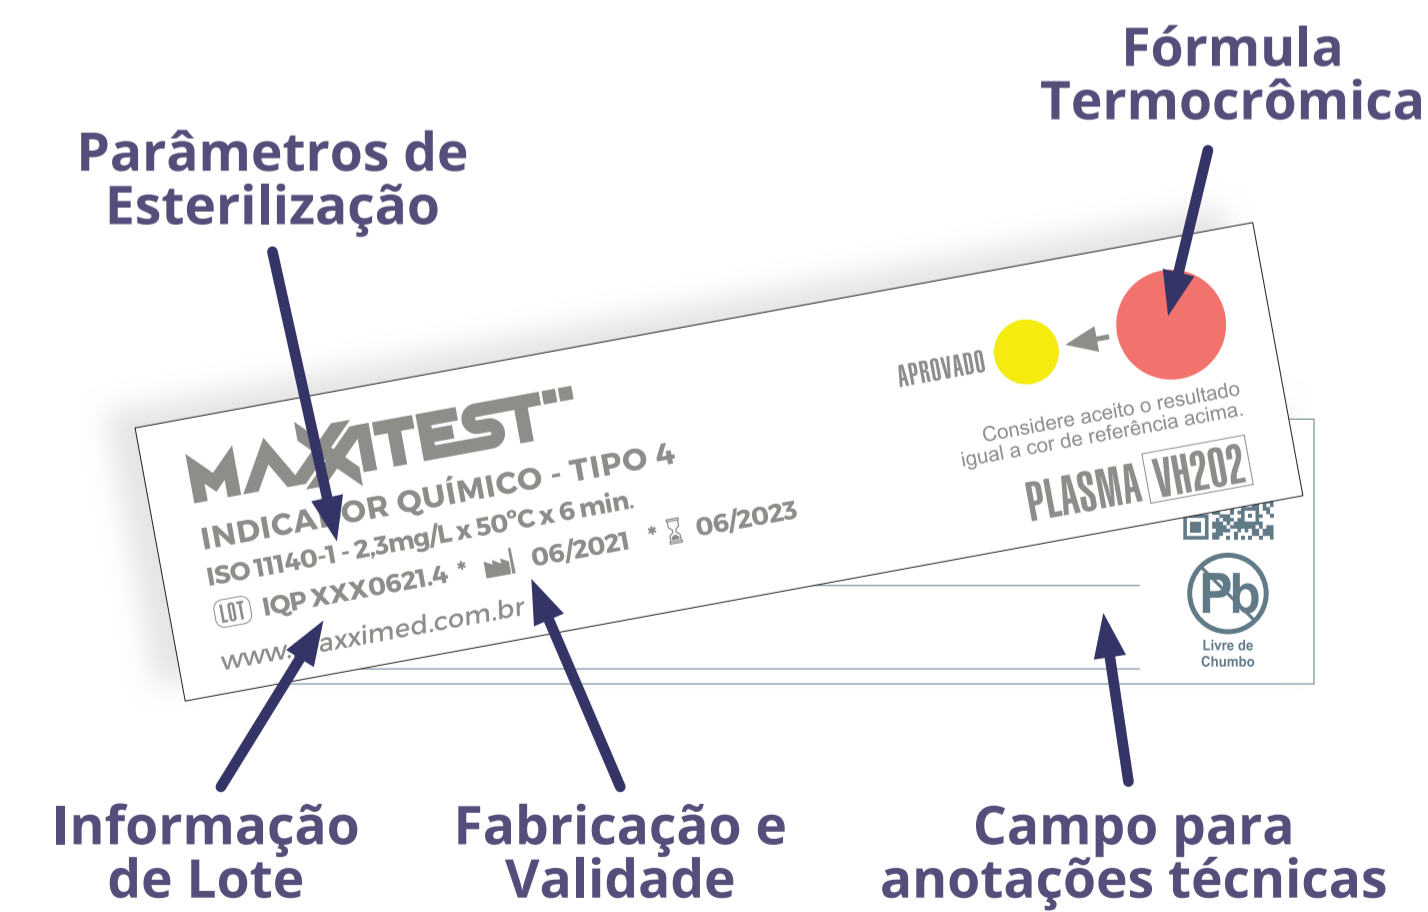 Fórmula
Termocrômica
Parâmetros de
Esterilização
MAXXITEST
INDICADOR QUÍMICO - TIPO 4
ISO 11140-1 - 2,3mg/L x 50°C x 6 min.
LOT IQP XXX0621.4 * 06/2021 * 06/2023
www.maxximed.com.br
APROVADO
Considere aceito o resultado
igual a cor de referência acima.
PLASMA VH202
Pb
Livre de
Chumbo
Informação
de Lote
Fabricação e
Validade
Campo para
anotações técnicas